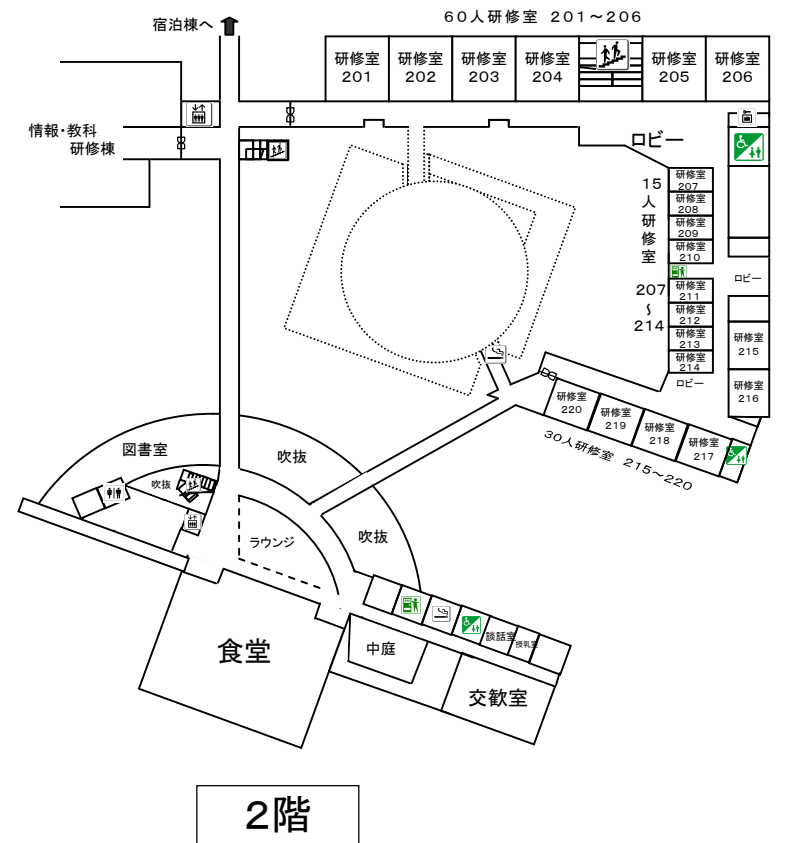 宿泊棟へ
60人研修室 201～206
研修室
201
研修室
202
研修室
203
研修室
204
研修室
205
研修室
206
情報・教科
研修棟
ロビー
15人研修室 207～214
研修室
207
研修室
208
研修室
209
研修室
210
研修室
211
研修室
212
研修室
213
研修室
214
ロビー
ロビー
研修室
215
研修室
216
研修室
220
研修室
219
研修室
218
研修室
217
30人研修室 215～220
図書室
吹抜
吹抜
吹抜
ラウンジ
食堂
中庭
談話室
授乳室
交歓室
2階